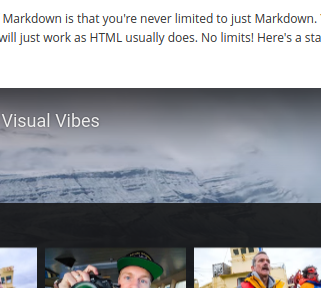 Markdown is that you're never limited to just Markdown.
will just work as HTML usually does. No limits! Here's a sta
Visual Vibes